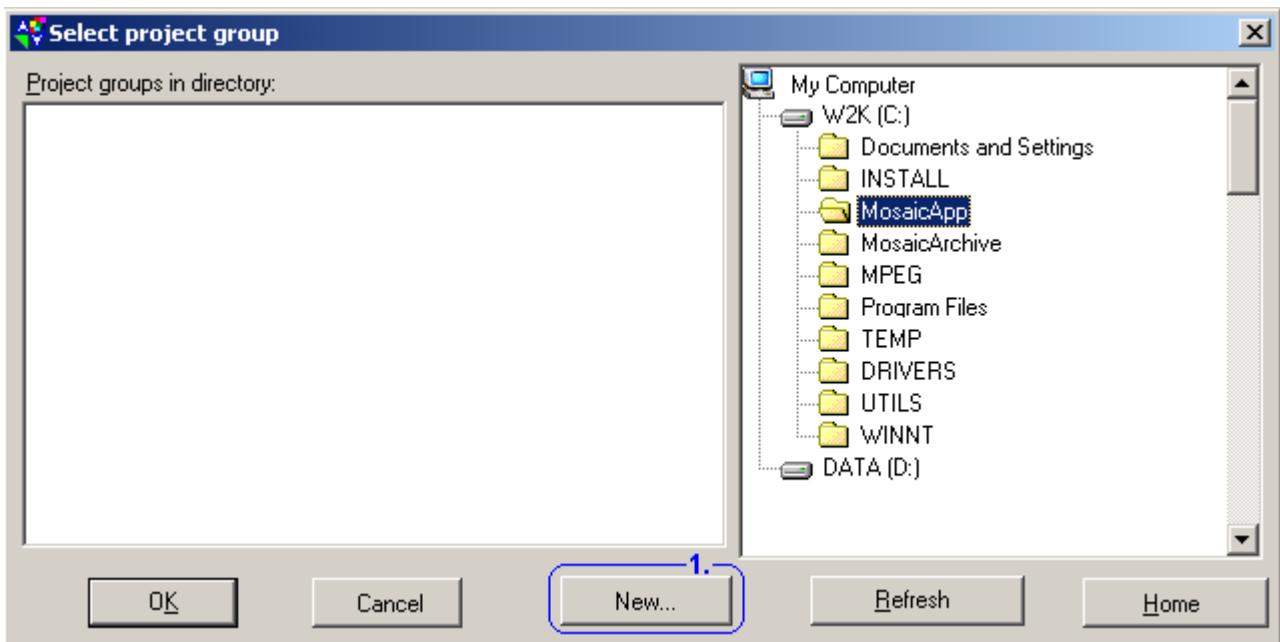 Select project group
Project groups in directory:
My Computer
W2K (C:)
Documents and Settings
INSTALL
MosaicApp
MosaicArchive
MPEG
Program Files
TEMP
DRIVERS
UTILS
WINNT
DATA (D:)
1.
OK
Cancel
New...
Refresh
Home